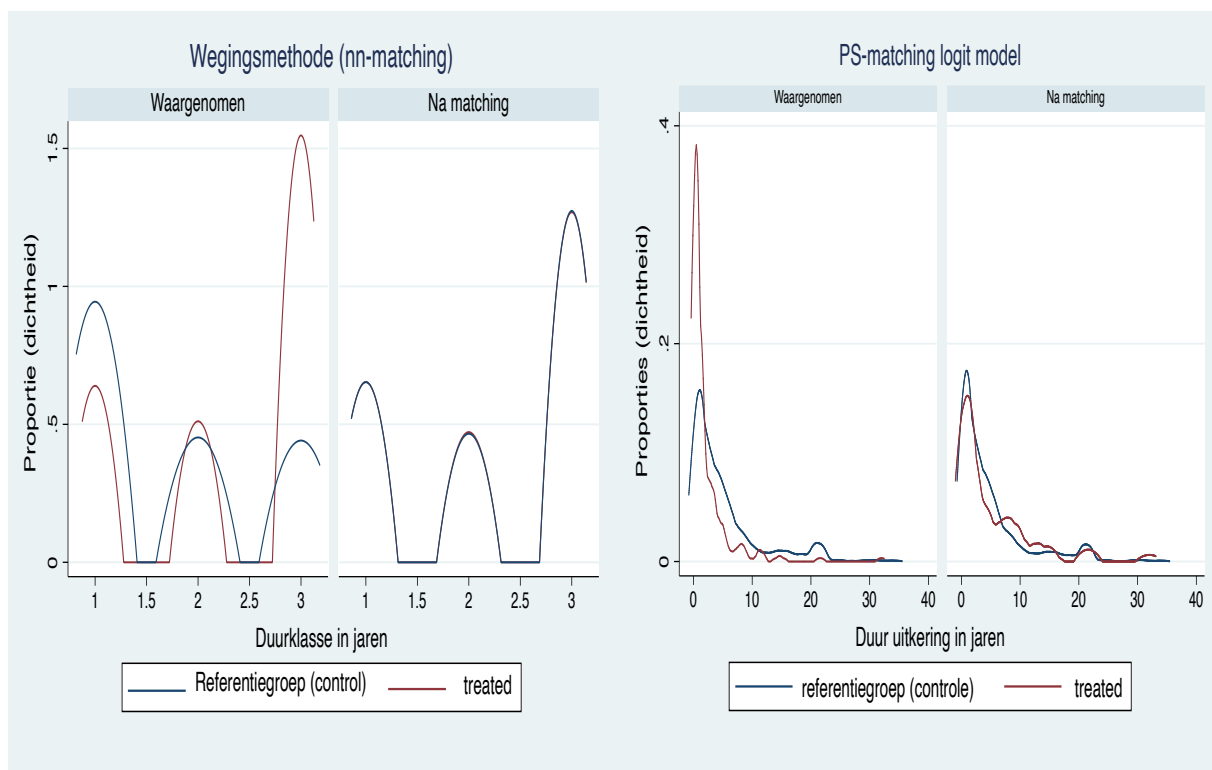 Wegingsmethode (nn-matching)
Waargenomen
Na matching
Proportie (dichtheid)
1.5
1
.5
0
1 1.5 2 2.5 3
1 1.5 2 2.5 3
Duurklasse in jaren
Referentiegroep (control) treated
PS-matching logit model
Waargenomen
Na matching
Proporties (dichtheid)
.4
.2
0
0 10 20 30 40
0 10 20 30 40
Duur uitkering in jaren
referentiegroep (controle) treated